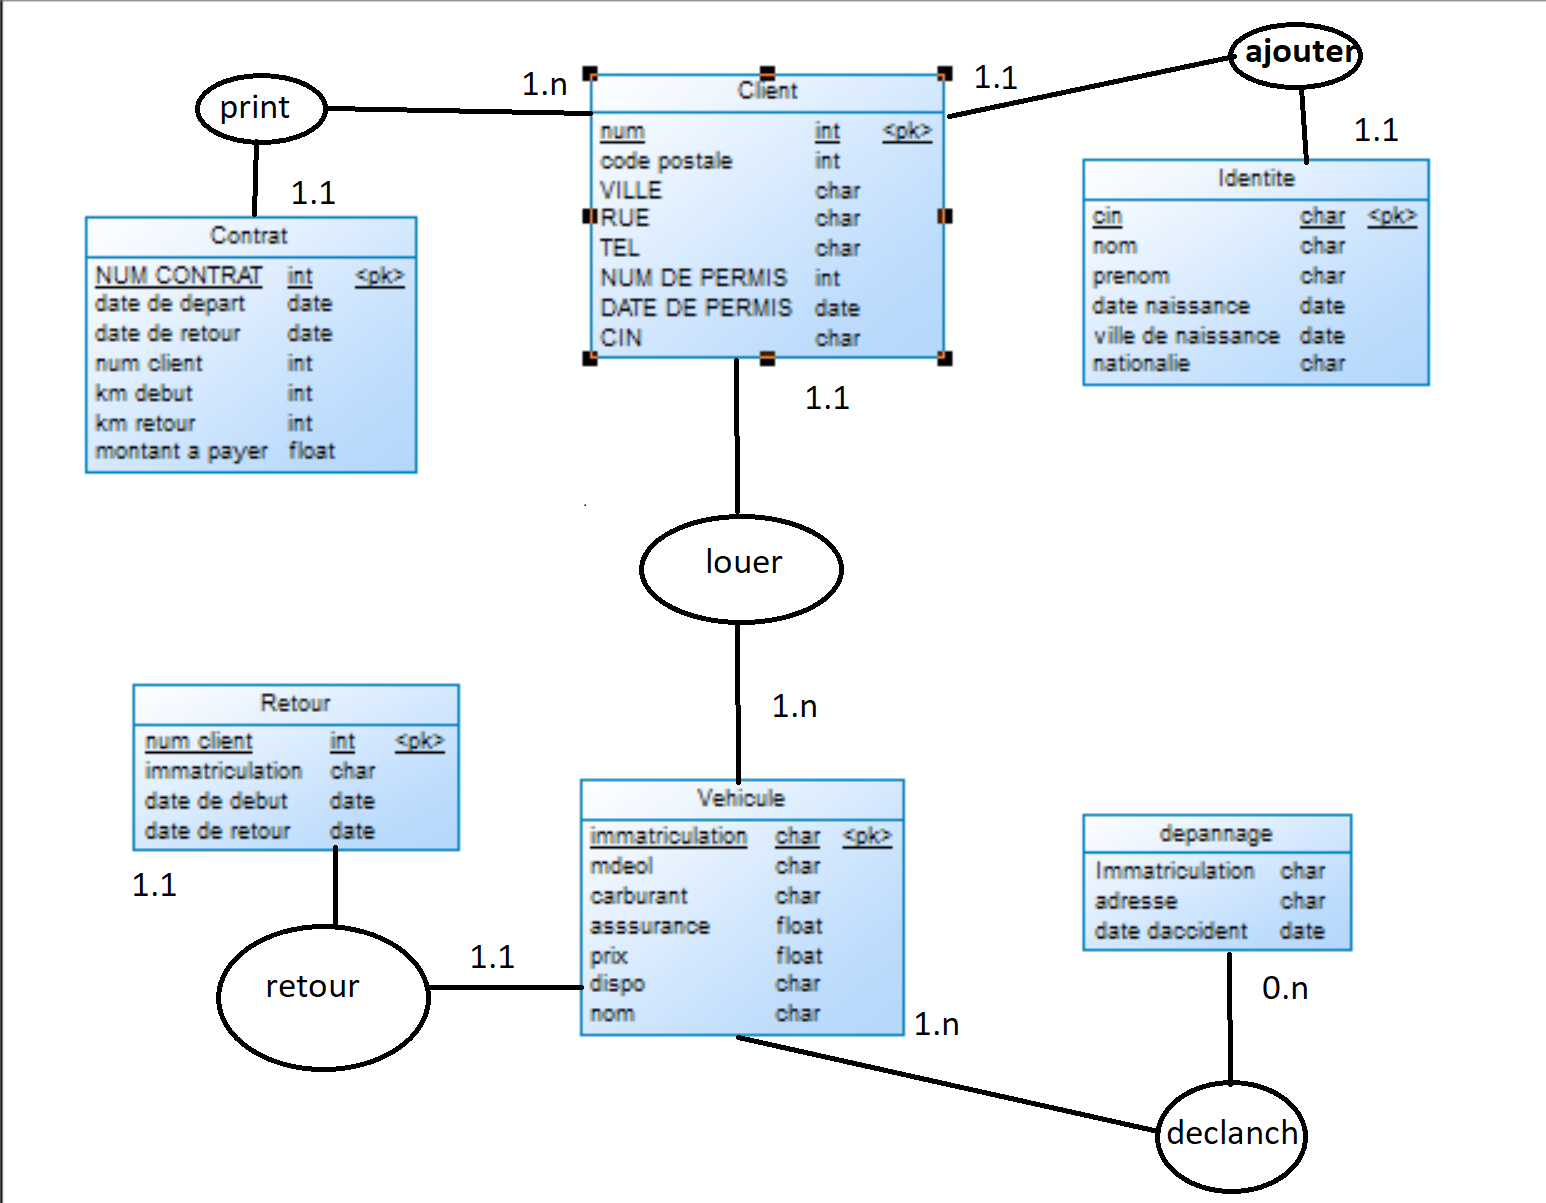 print
1.n
Client
num int <pk>
code postale int
VILLE char
RUE char
TEL char
NUM DE PERMIS int
DATE DE PERMIS date
CIN char
1.1
ajouter
1.1
Identite
cin char <pk>
nom char
prenom char
date naissance date
ville de naissance date
nationalie char
1.1
Contrat
NUM CONTRAT int <pk>
date de depart date
date de retour date
num client int
km debut int
km retour int
montant a payer float
1.1
louer
1.n
Retour
num client int <pk>
immatriculation char
date de debut date
date de retour date
1.1
retour
1.1
Vehicule
immatriculation char <pk>
mdeol char
carburant char
asssurance float
prix float
dispo char
nom char
1.n
depannage
Immatriculation char
adresse char
date daccident date
0.n
declanch